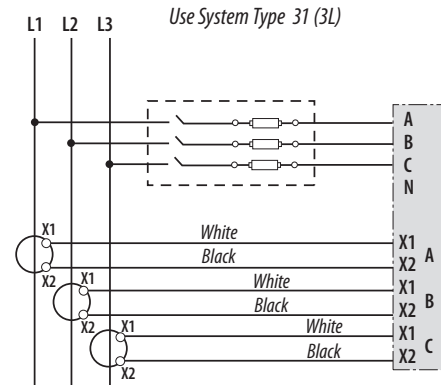 Use System Type 31 (3L)
L1 L2 L3
A
B
C
N
X1 White X1
Black X2 A
X2 X1 White X1
Black X2 B
X2 X1 White X1
Black X2 C
X2